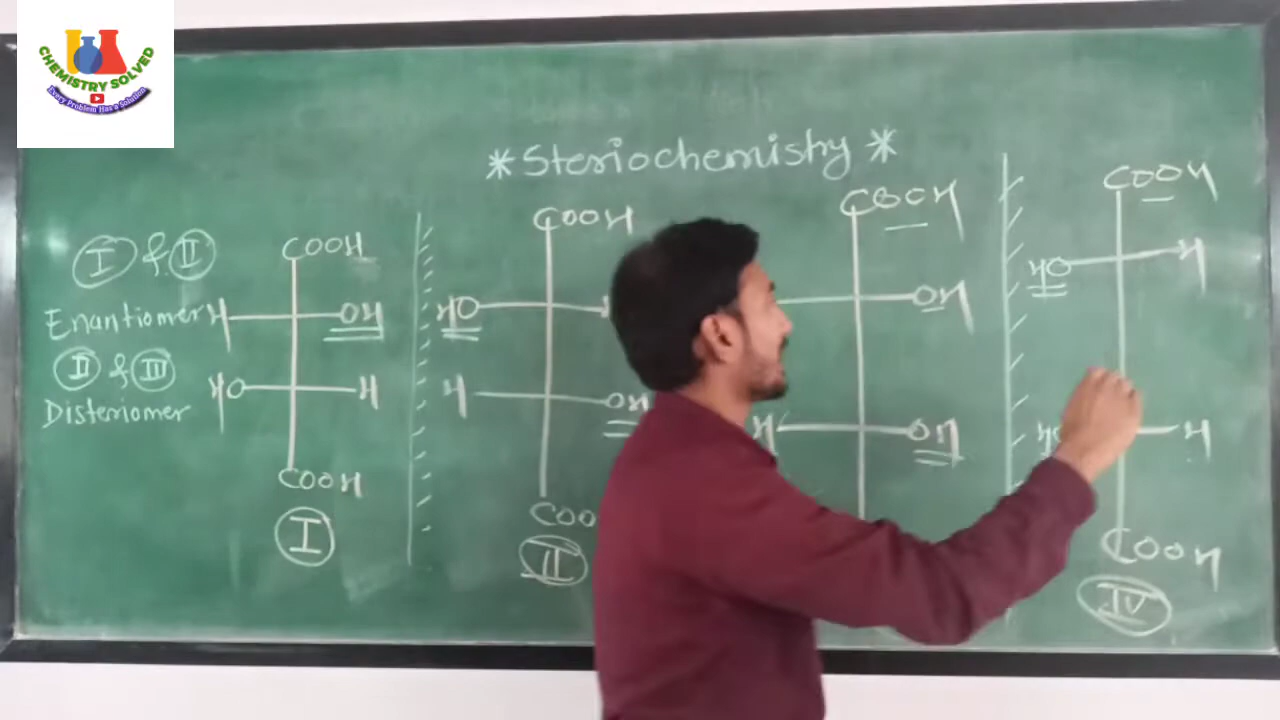 CHEMISTRY SOLVED
Every Problem Has a Solution
*Steriochemistry*
I & II
Enantiomer
II & III
Disteriomer
COOH
H OH
HO H
COOH
I
COOH
HO
H OH
COO
II
COOH
OH
H OH
COOH
HO H
HO H
COOH
IV